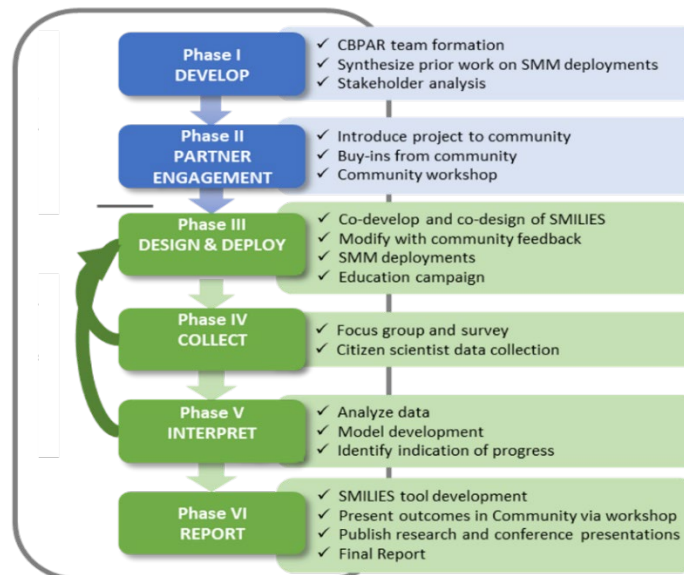 Phase I
DEVELOP
✓ CBPAR team formation
✓ Synthesize prior work on SMM deployments
✓ Stakeholder analysis
Phase II
PARTNER
ENGAGEMENT
✓ Introduce project to community
✓ Buy-ins from community
✓ Community workshop
Phase III
DESIGN & DEPLOY
✓ Co-develop and co-design of SMILIES
✓ Modify with community feedback
✓ SMM deployments
✓ Education campaign
Phase IV
COLLECT
✓ Focus group and survey
✓ Citizen scientist data collection
Phase V
INTERPRET
✓ Analyze data
✓ Model development
✓ Identify indication of progress
Phase VI
REPORT
✓ SMILIES tool development
✓ Present outcomes in Community via workshop
✓ Publish research and conference presentations
✓ Final Report